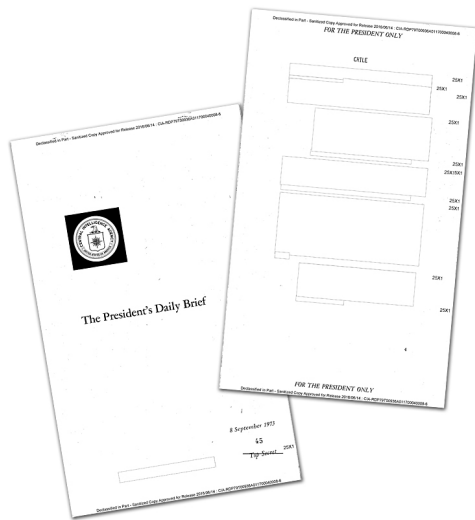 Declassified in Part - Sanitized Copy Approved for Release 2016/06/14 : CIA-RDP79T00936A011700040008-6
CENTRAL INTELLIGENCE AGENCY
The President's Daily Brief
8 September 1973
45
Top Secret
25X1
Declassified in Part - Sanitized Copy Approved for Release 2016/06/14 : CIA-RDP79T00936A011700040008-6
Declassified in Part - Sanitized Copy Approved for Release 2016/06/14 : CIA-RDP79T00936A011700040008-6
FOR THE PRESIDENT ONLY
CHILE
25X1
25X1
25X1
25X1
25X1
25X1
25X1
25X1
25X1
25X1
4
FOR THE PRESIDENT ONLY
Declassified in Part - Sanitized Copy Approved for Release 2016/06/14 : CIA-RDP79T00936A011700040008-6